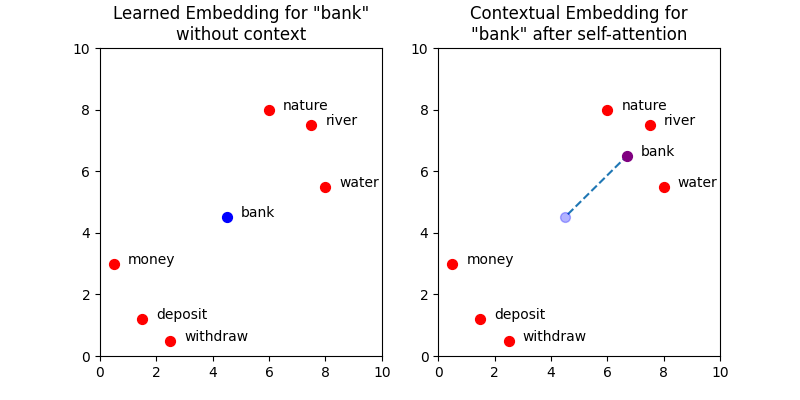 Learned Embedding for "bank"
without context
10
8
6
4
2
0
0
2
4
6
8
10
nature
river
water
bank
money
deposit
withdraw
Contextual Embedding for
"bank" after self-attention
10
8
6
4
2
0
0
2
4
6
8
10
nature
river
bank
water
money
deposit
withdraw